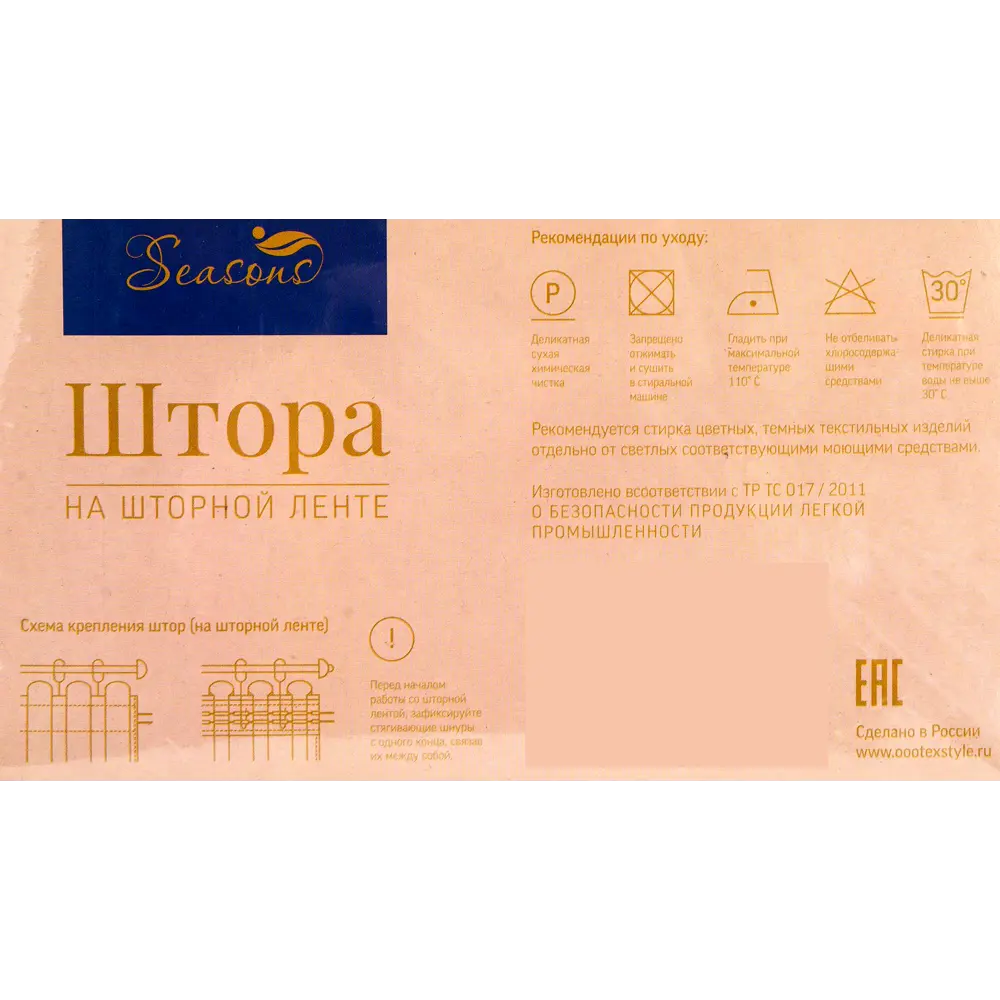 Seasons
Штора
НА ШТОРНОЙ ЛЕНТЕ
Схема крепления штор (на шторной ленте)
!
Перед началом
работы со шторной
лентой, зафиксируйте
стягивающие шнуры
с одного конца, связав
их между собой.
Рекомендации по уходу:
P
Деликатная
сухая
химическая
чистка
Запрещено
отжимать
и сушить
в стиральной
машине
Гладить при
максимальной
температуре
110° С
Не отбеливать
хлоросодержа-
щими
средствами
30°
Деликатная
стирка при
температуре
воды не выше
30° С
Рекомендуется стирка цветных, темных текстильных изделий
отдельно от светлых соответствующими моющими средствами.
Изготовлено всоответствии с ТР ТС 017 / 2011
О БЕЗОПАСНОСТИ ПРОДУКЦИИ ЛЕГКОЙ
ПРОМЫШЛЕННОСТИ
EAC
Сделано в России
www.oootexstyle.ru